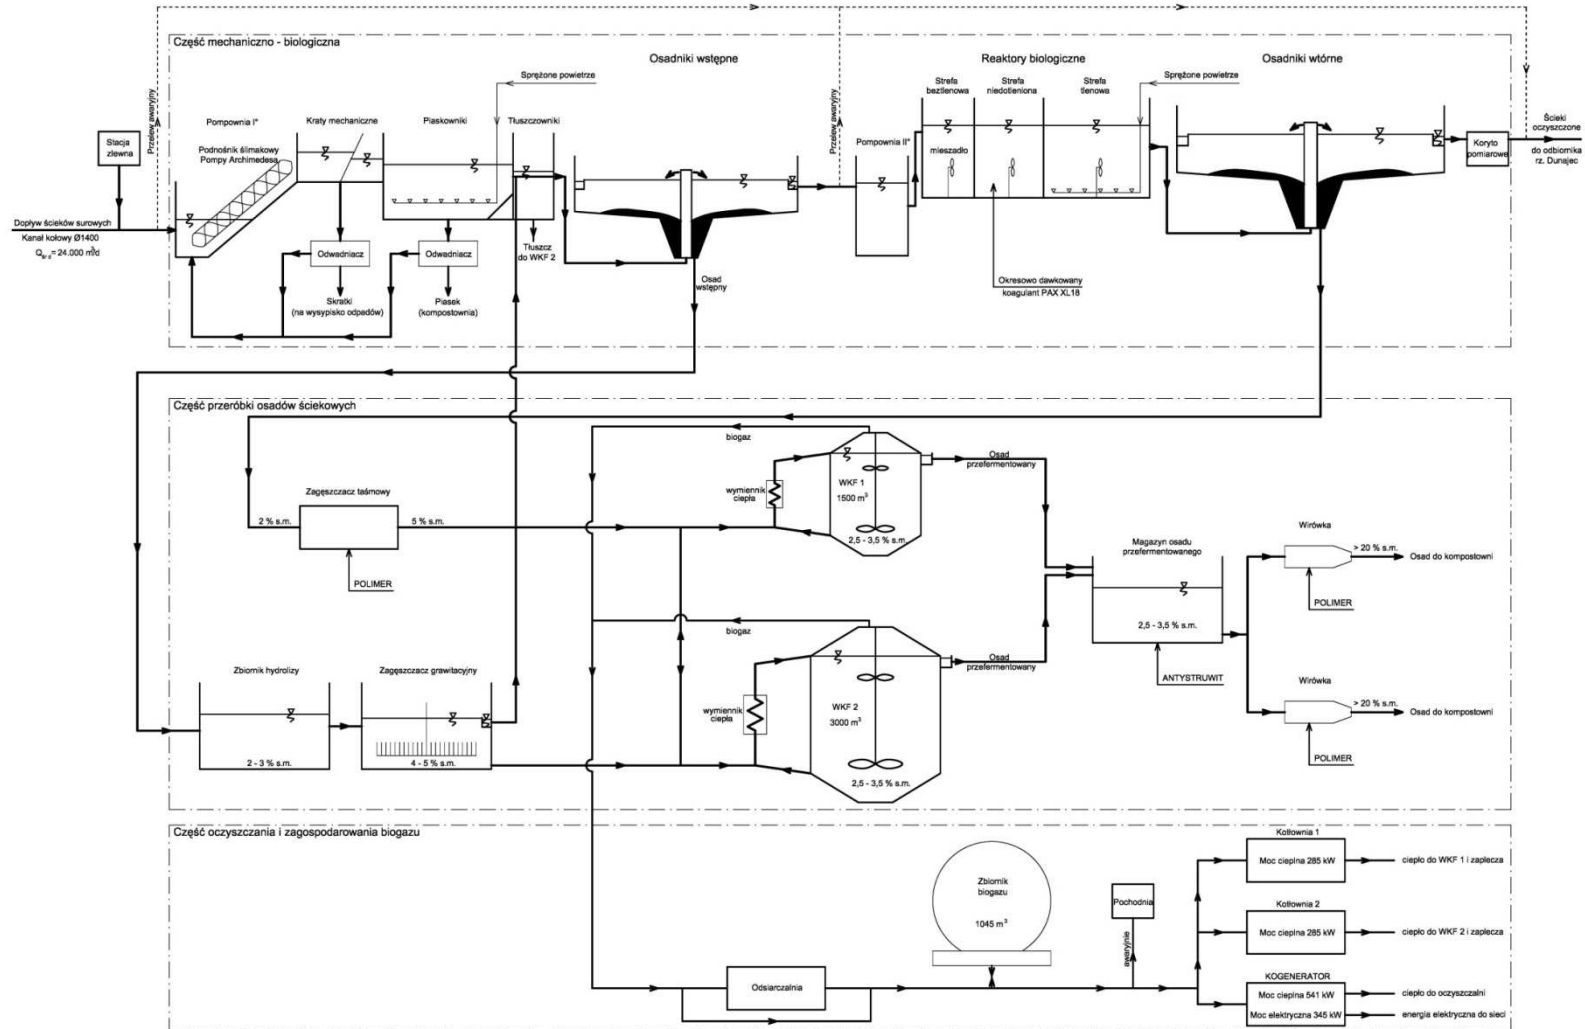 Część mechaniczno - biologiczna
Osadniki wstępne
Reaktory biologiczne
Osadniki wtórne
Sprężone powietrze
Strefa
beztlenowa
Strefa
niedotleniona
Strefa
tlenowa
Sprężone powietrze
Przelew awaryjny
Przelew awaryjny
Pompownia I°
Kraty mechaniczne
Piaskowniki
Tłuszczowniki
Stacja
zlewna
Podnośnik ślimakowy
Pompy Archimedesa
Pompownia II°
mieszadło
Koryto
pomiarowe
Ścieki
oczyszczone
do odbiornika
rz. Dunajec
Dopływ ścieków surowych
Kanał kołowy Ø1400
Qśr d = 24.000 m³/d
Odwadniacz
Odwadniacz
Tłuszcz
do WKF 2
Osad
wstępny
Okresowo dawkowany
koagulant PAX XL18
Skratki
(na wysypisko odpadów)
Piasek
(kompostownia)
Część przeróbki osadów ściekowych
biogaz
Osad
przefermentowany
wymiennik
ciepła
WKF 1
1500 m³
2,5 - 3,5 % s.m.
Zagęszczacz taśmowy
2 % s.m.
5 % s.m.
POLIMER
Magazyn osadu
przefermentowanego
2,5 - 3,5 % s.m.
ANTYSTRUWIT
Wirówka
> 20 % s.m.
Osad do kompostowni
POLIMER
biogaz
Osad
przefermentowany
Zbiornik hydrolizy
Zagęszczacz grawitacyjny
wymiennik
ciepła
WKF 2
3000 m³
2,5 - 3,5 % s.m.
2 - 3 % s.m.
4 - 5 % s.m.
Wirówka
> 20 % s.m.
Osad do kompostowni
POLIMER
Część oczyszczania i zagospodarowania biogazu
Zbiornik
biogazu
1045 m³
Pochodnia
awaryjnie
Odsiarczalnia
Kotłownia 1
Moc cieplna 285 kW
ciepło do WKF 1 i zaplecza
Kotłownia 2
Moc cieplna 285 kW
ciepło do WKF 2 i zaplecza
KOGENERATOR
Moc cieplna 541 kW
ciepło do oczyszczalni
Moc elektryczna 345 kW
energia elektryczna do sieci